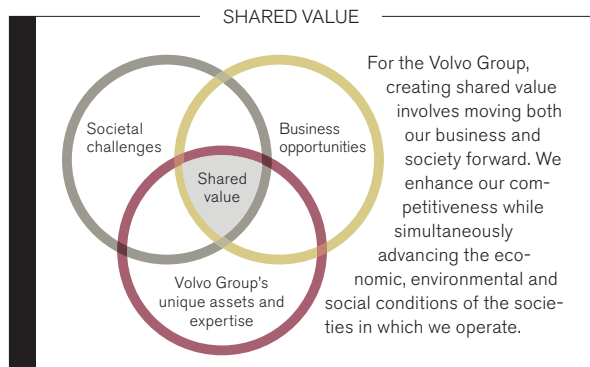 SHARED VALUE
Societal
challenges
Business
opportunities
Shared
value
Volvo Group's
unique assets and
expertise
For the Volvo Group,
creating shared value
involves moving both
our business and
society forward. We
enhance our com-
petitiveness while
simultaneously
advancing the eco-
nomic, environmental and
social conditions of the socie-
ties in which we operate.